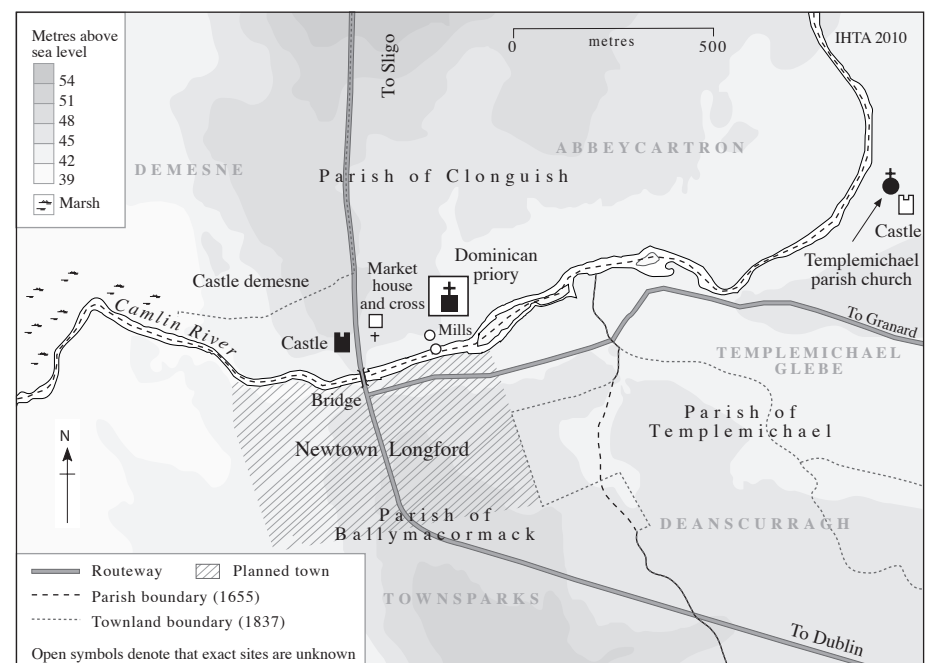 Metres above
sea level
54
51
48
45
42
39
Marsh
To Sligo
0 metres 500
IHTA 2010
DEMESNE
ABBEYCARTRON
Parish of Clonguish
Castle
Templemichael
parish church
Castle demesne
Market
house
and cross
Dominican
priory
Camlin River
Castle
Mills
Bridge
To Granard
TEMPLEMICHAEL
GLEBE
Parish of
Templemichael
N
Newtown Longford
Parish of
Ballymacormack
DEANSCURRAGH
TOWNSPARKS
To Dublin
Routeway
Planned town
Parish boundary (1655)
Townland boundary (1837)
Open symbols denote that exact sites are unknown